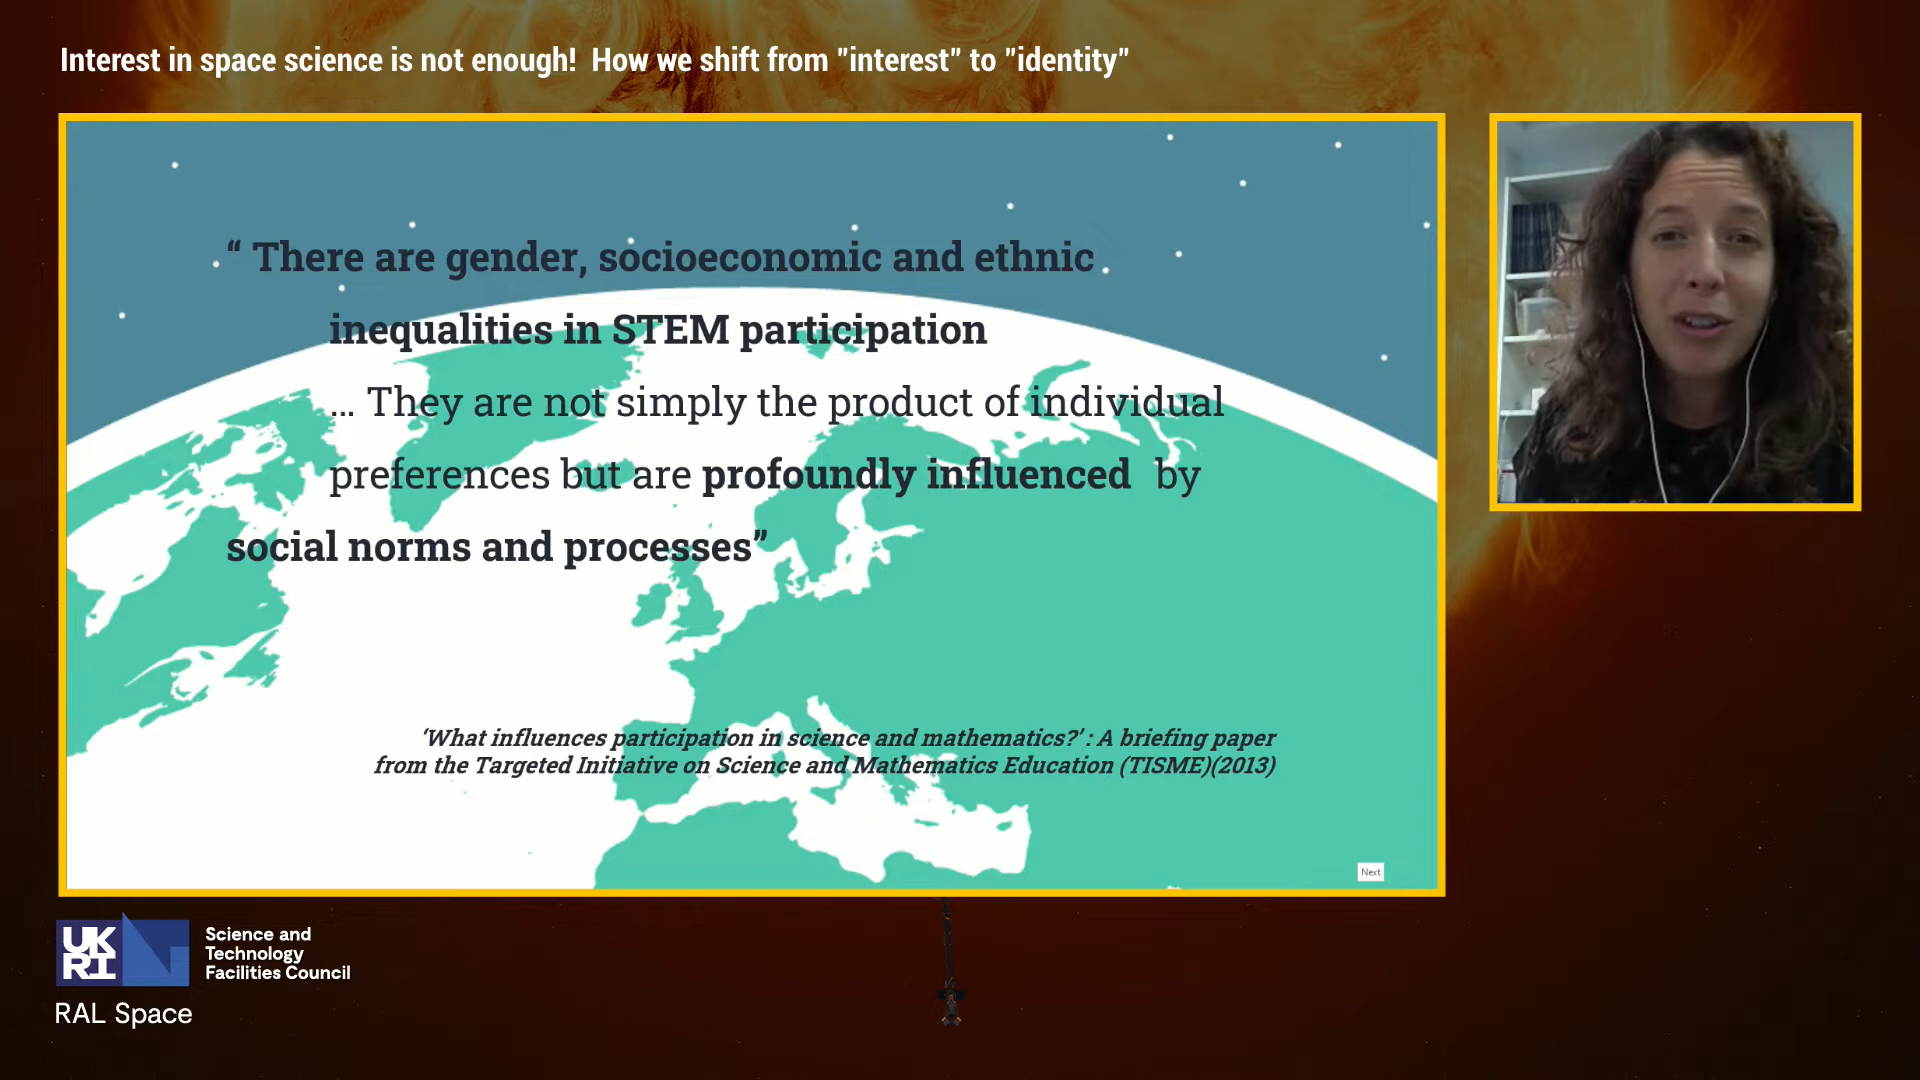 Interest in space science is not enough!  How we shift from "interest" to "identity"
“ There are gender, socioeconomic and ethnic
inequalities in STEM participation
... They are not simply the product of individual
preferences but are profoundly influenced  by
social norms and processes”
‘What influences participation in science and mathematics?’ : A briefing paper
from the Targeted Initiative on Science and Mathematics Education (TISME)(2013)
Next
UK
RI
Science and
Technology
Facilities Council
RAL Space